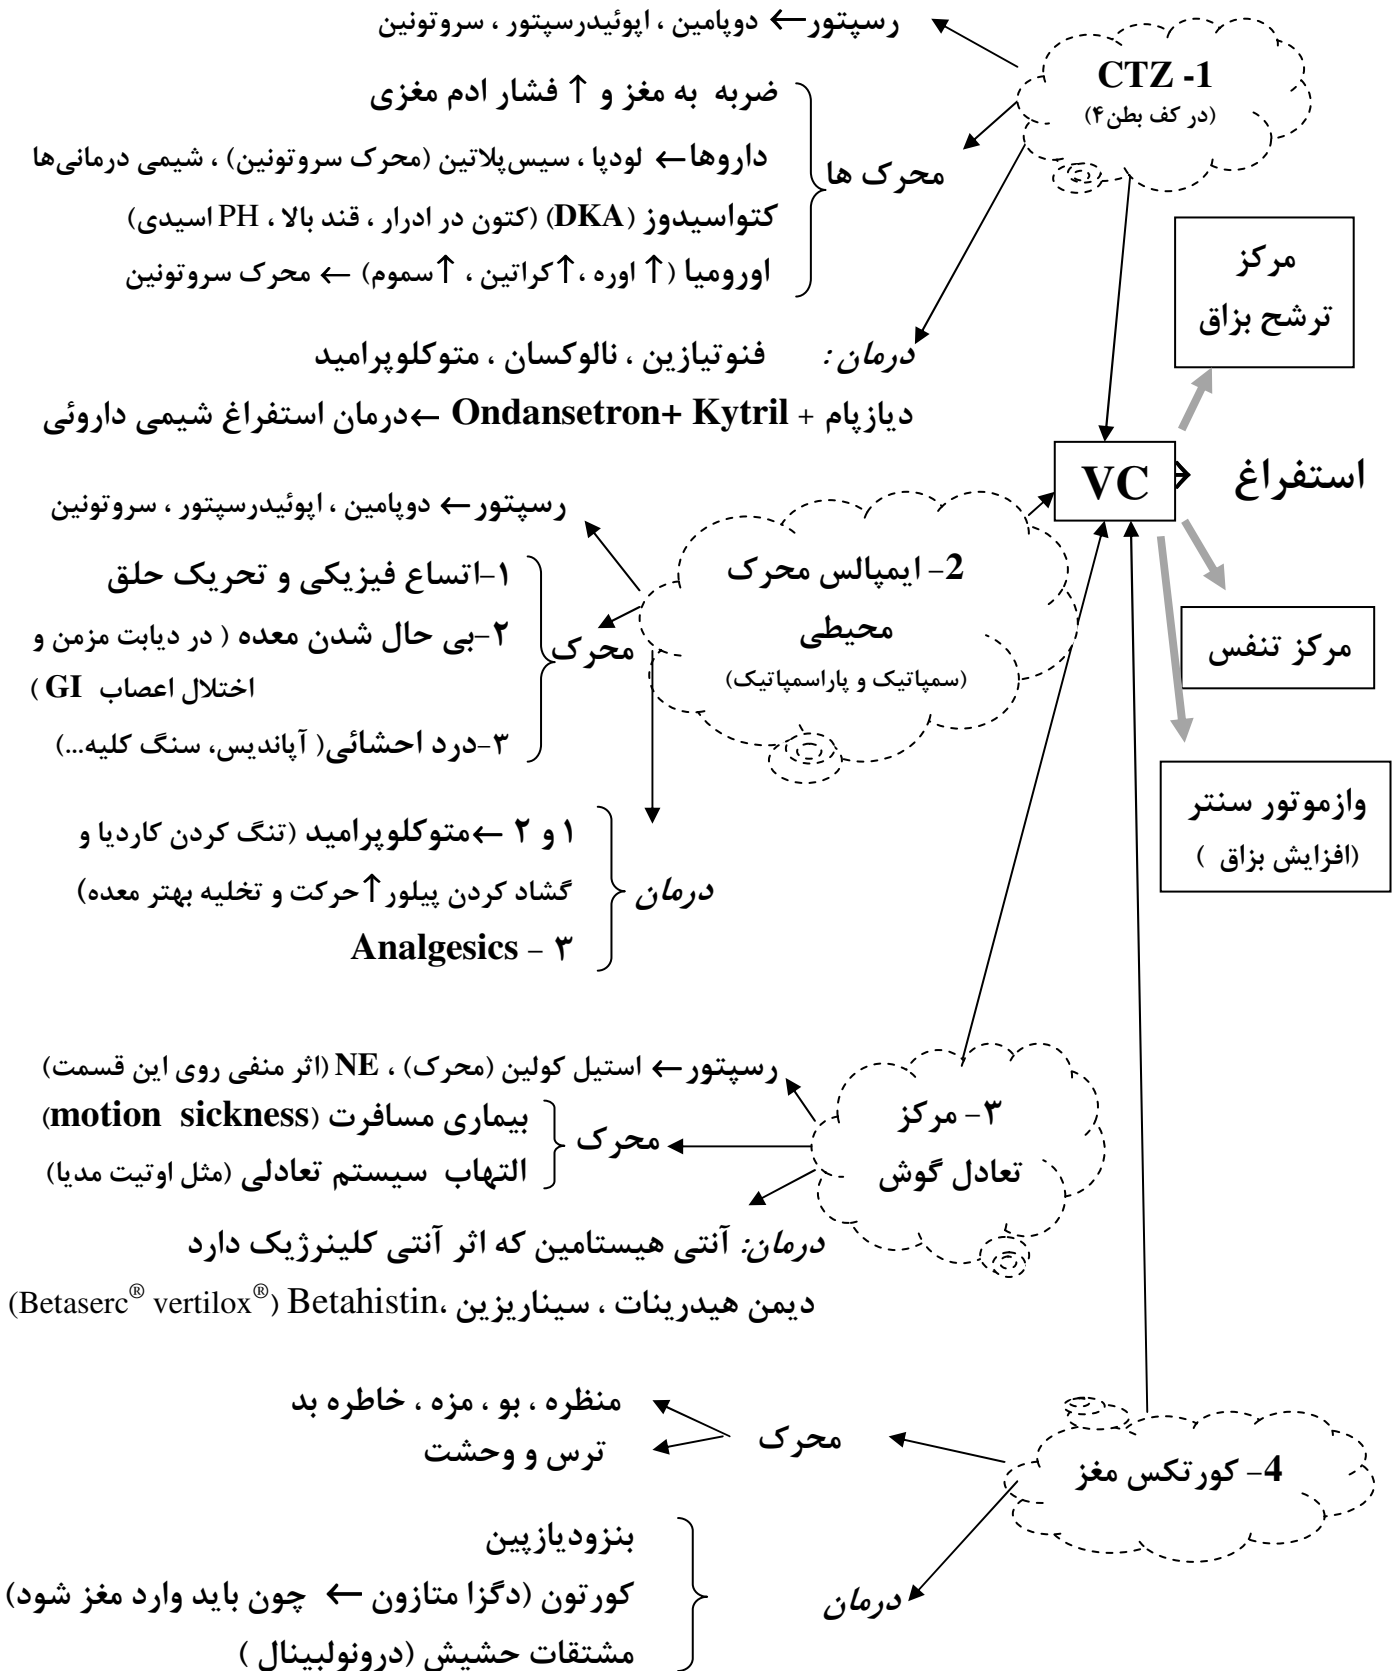 رسپتور← دوپامین ، اپوئیدرسپتور ، سروتونین
CTZ -1
(در کف بطن۴)
ضربه به مغز و ↑ فشار ادم مغزی
داروها← لودپا ، سیس‌پلاتین (محرک سروتونین) ، شیمی درمانی‌ها
محرک ها
کتواسیدوز (DKA) (کتون در ادرار ، قند بالا ، PH اسیدی)
اورومیا (↑ اوره ،↑کراتین ، ↑سموم) ← محرک سروتونین
مرکز
ترشح بزاق
درمان : فنوتیازین ، نالوکسان ، متوکلوپرامید
دیازپام + Ondansetron+ Kytril ←درمان استفراغ شیمی داروئی
VC
استفراغ
رسپتور← دوپامین ، اپوئیدرسپتور ، سروتونین
2- ایمپالس محرک
محیطی
(سمپاتیک و پاراسمپاتیک)
۱-اتساع فیزیکی و تحریک حلق
محرک
۲-بی حال شدن معده ( در دیابت مزمن و
اختلال اعصاب GI )
۳-درد احشائی( آپاندیس، سنگ کلیه...)
مرکز تنفس
وازموتور سنتر
(افزایش بزاق )
درمان
۱ و ۲ ←متوکلوپرامید (تنگ کردن کاردیا و
گشاد کردن پیلور↑حرکت و تخلیه بهتر معده)
Analgesics – ۳
رسپتور← استیل کولین (محرک) ، NE (اثر منفی روی این قسمت)
۳- مرکز
تعادل گوش
محرک
بیماری مسافرت (motion sickness)
التهاب سیستم تعادلی (مثل اوتیت مدیا)
درمان: آنتی هیستامین که اثر آنتی کلینرژیک دارد
دیمن هیدرینات ، سیناریزین ،Betahistin (Betaserc® vertilox®)
4- کورتکس مغز
محرک
منظره ، بو ، مزه ، خاطره بد
ترس و وحشت
درمان
بنزودیازپین
کورتون (دگزا متازون ← چون باید وارد مغز شود)
مشتقات حشیش (درونولبینال )